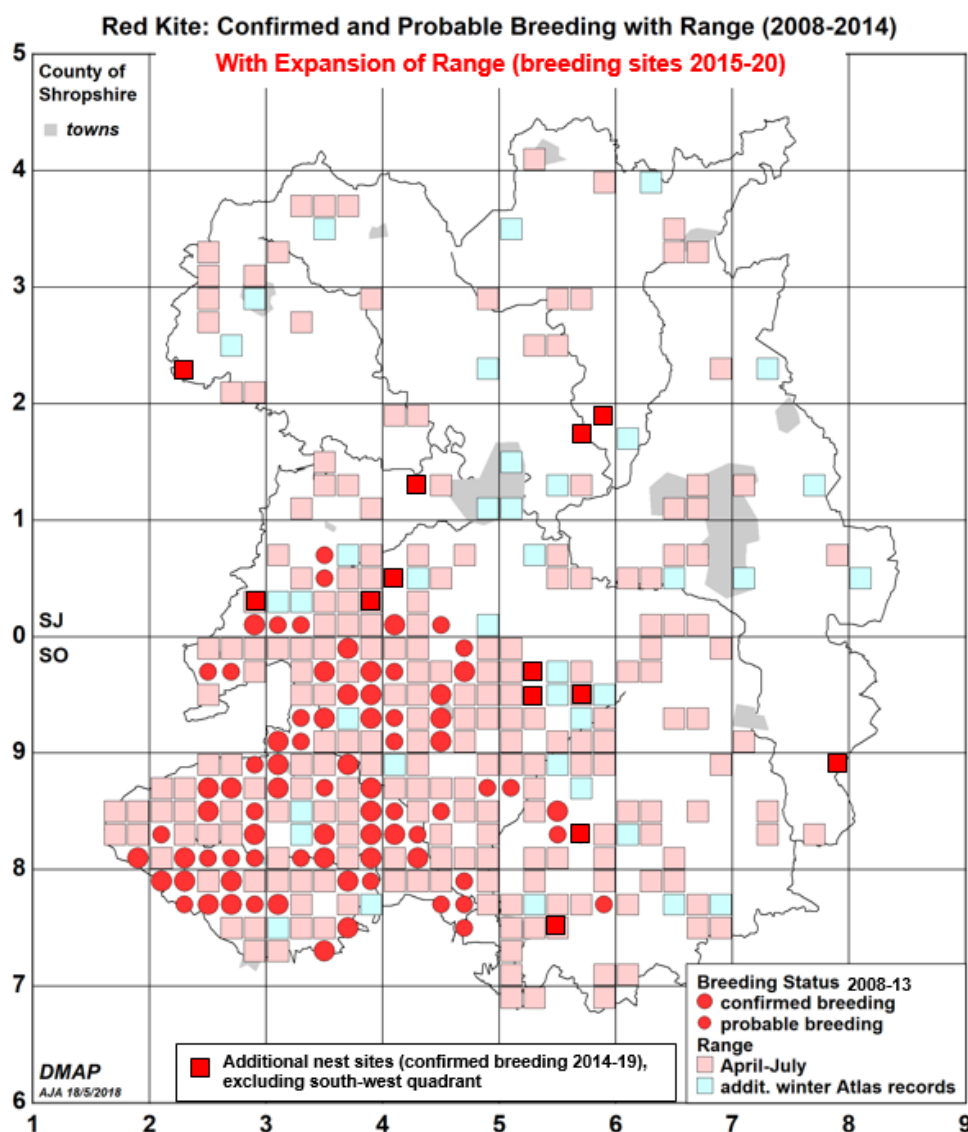 Red Kite: Confirmed and Probable Breeding with Range (2008-2014)
With Expansion of Range (breeding sites 2015-20)
County of
Shropshire
towns
5
4
3
2
1
SJ
0
SO
9
8
7
6
Breeding Status 2008-13
confirmed breeding
probable breeding
Range
April-July
addit. winter Atlas records
Additional nest sites (confirmed breeding 2014-19),
excluding south-west quadrant
DMAP
AJA 18/5/2018
1 2 3 4 5 6 7 8 9